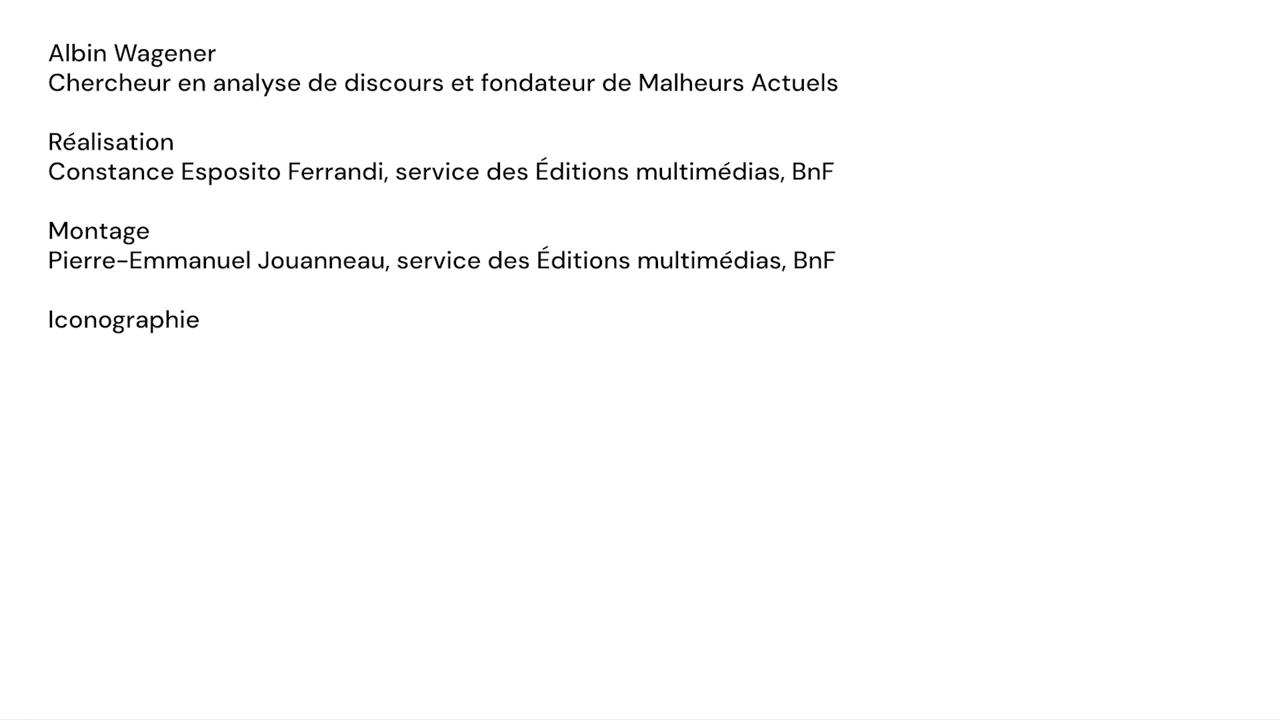 Albin Wagener
Chercheur en analyse de discours et fondateur de Malheurs Actuels
Réalisation
Constance Esposito Ferrandi, service des Éditions multimédias, BnF
Montage
Pierre-Emmanuel Jouanneau, service des Éditions multimédias, BnF
Iconographie